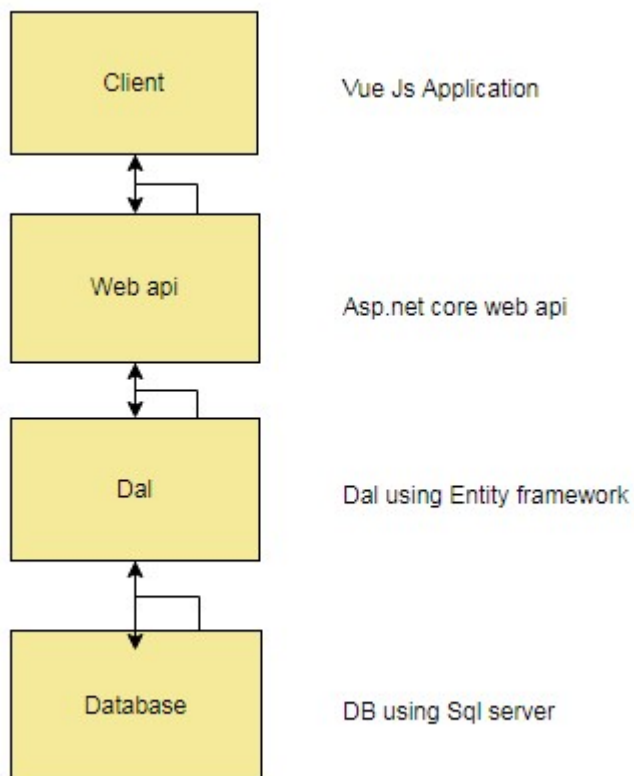 Client
Vue Js Application
Web api
Asp.net core web api
Dal
Dal using Entity framework
Database
DB using Sql server